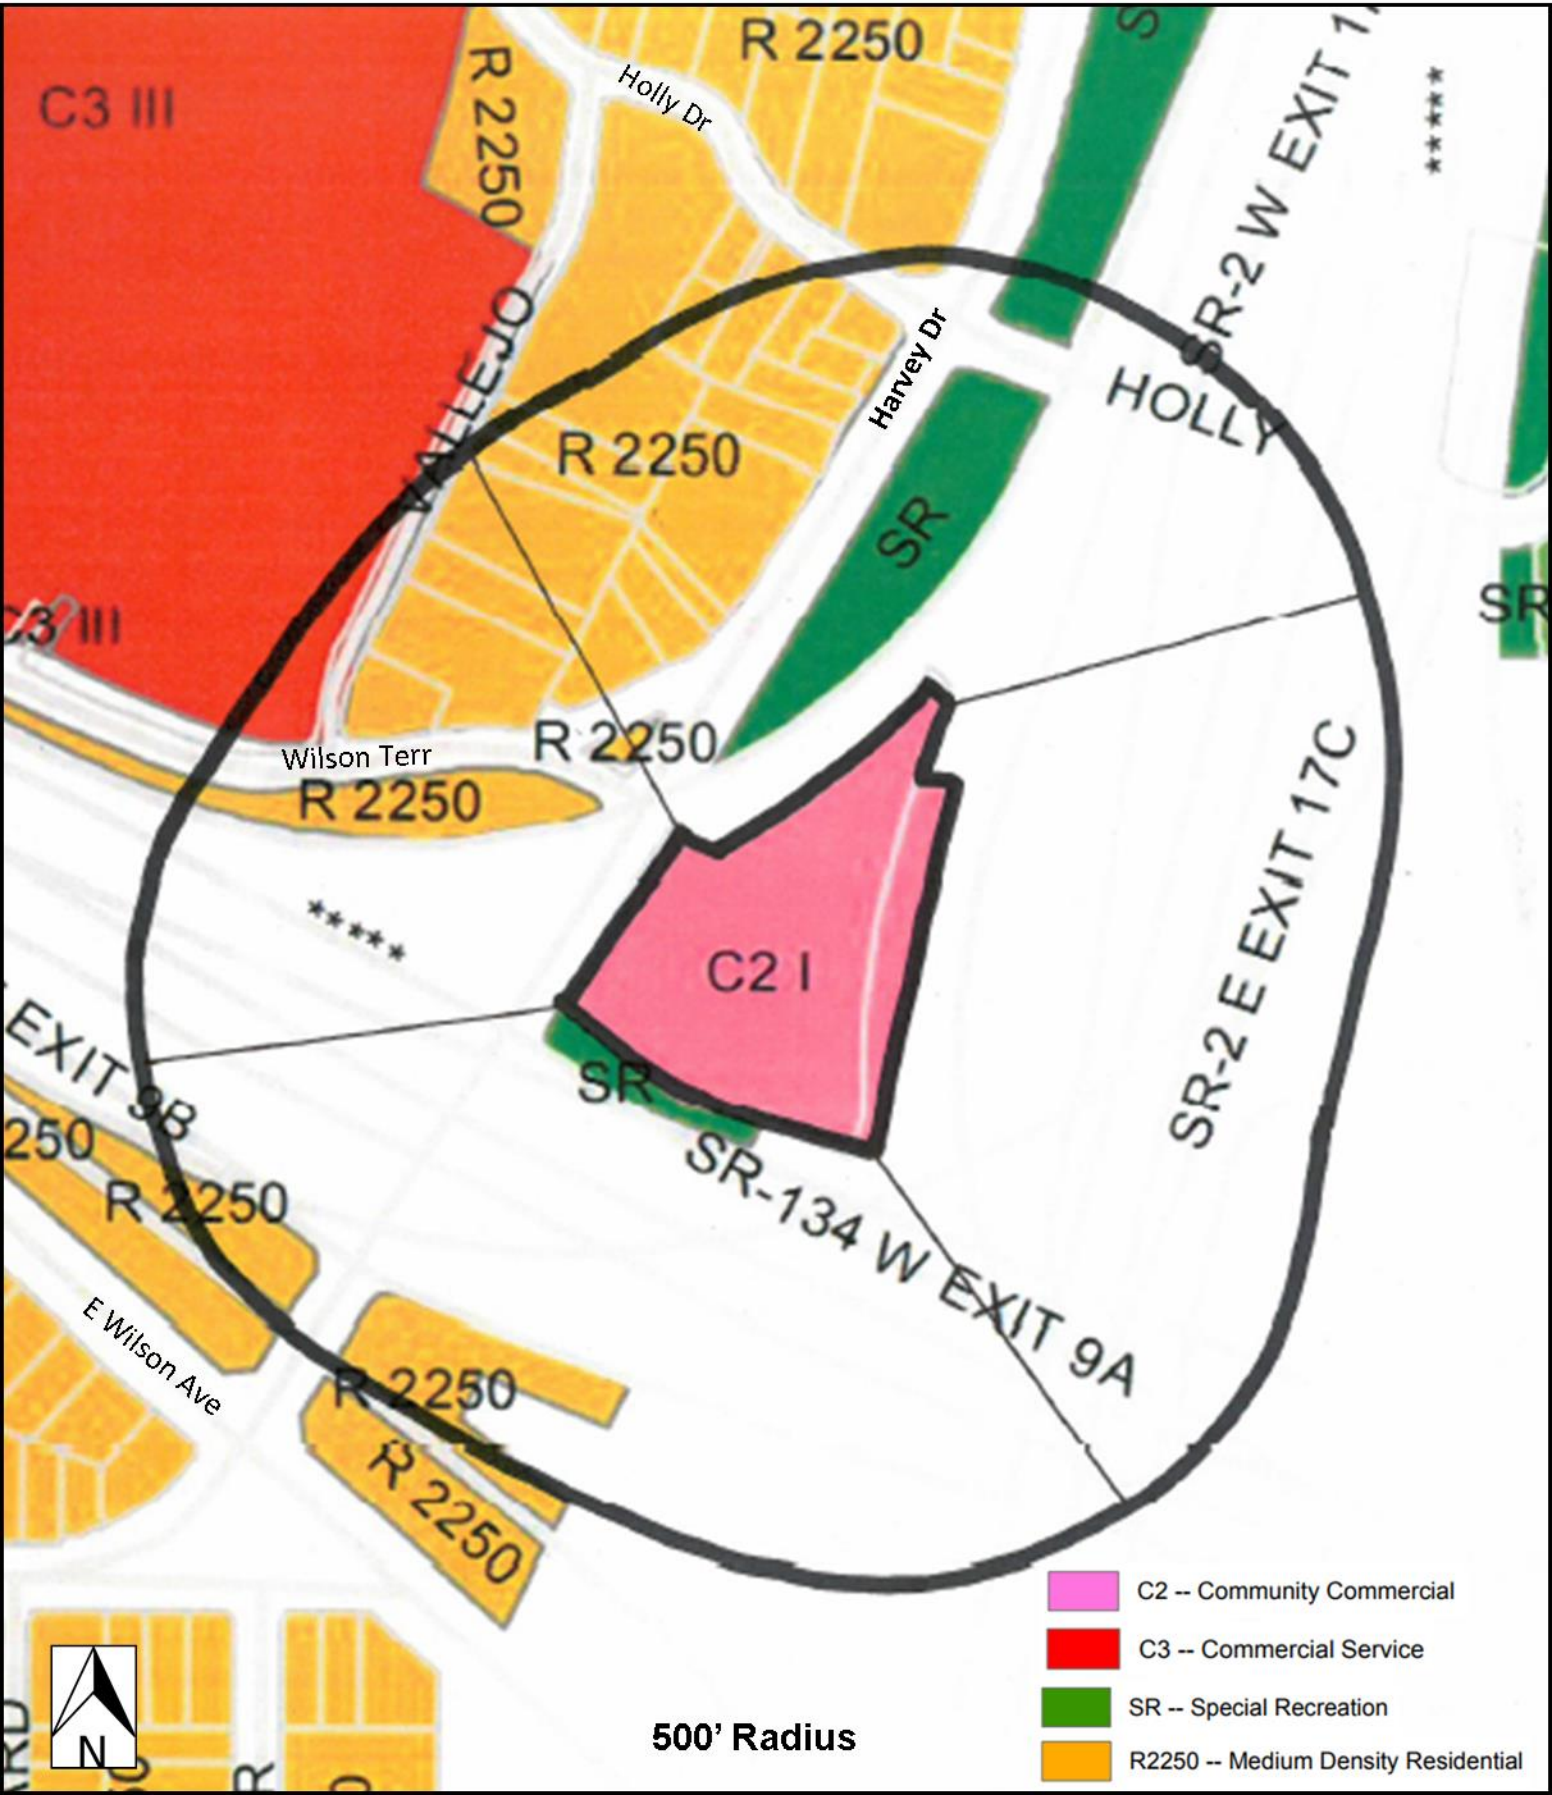 R 2250
C3 III
R 2250
Holly Dr
SR-2 W EXIT
*****
VALLEJO
Harvey Dr
HOLLY
R 2250
SR
C3 III
SR
R 2250
Wilson Terr
R 2250
SR-2 E EXIT 17C
*****
C2 I
EXIT 9B
SR
250
R 2250
SR-134 W EXIT 9A
E Wilson Ave
R 2250
R 2250
C2 -- Community Commercial
C3 -- Commercial Service
SR -- Special Recreation
R2250 -- Medium Density Residential
500' Radius
N